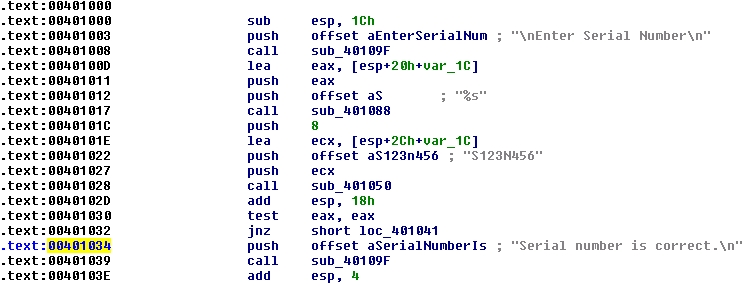 .text:00401000
.text:00401000 sub esp, 1Ch
.text:00401003 push offset aEnterSerialNum ; "\nEnter Serial Number\n"
.text:00401008 call sub_40109F
.text:0040100D lea eax, [esp+20h+var_1C]
.text:00401011 push eax
.text:00401012 push offset aS ; "%s"
.text:00401017 call sub_401088
.text:0040101C push 8
.text:0040101E lea ecx, [esp+2Ch+var_1C]
.text:00401022 push offset aS123n456 ; "S123N456"
.text:00401027 push ecx
.text:00401028 call sub_401050
.text:0040102D add esp, 18h
.text:00401030 test eax, eax
.text:00401032 jnz short loc_401041
.text:00401034 push offset aSerialNumberIs ; "Serial number is correct.\n"
.text:00401039 call sub_40109F
.text:0040103E add esp, 4